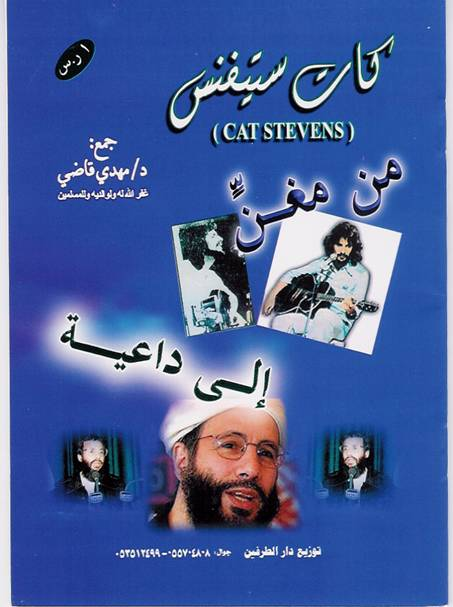 ١ ر.س
كات ستيفنس
(CAT STEVENS)
جمع:
د/مهدي قاضي
غفر الله له ولوالديه وللمسلمين
من مغنٍّ
إلى داعية
توزيع دار الطرفين جوال: ٠٥٥٧٠٤٨٠٨ - ٠٥٣٥١٢٤٩٩